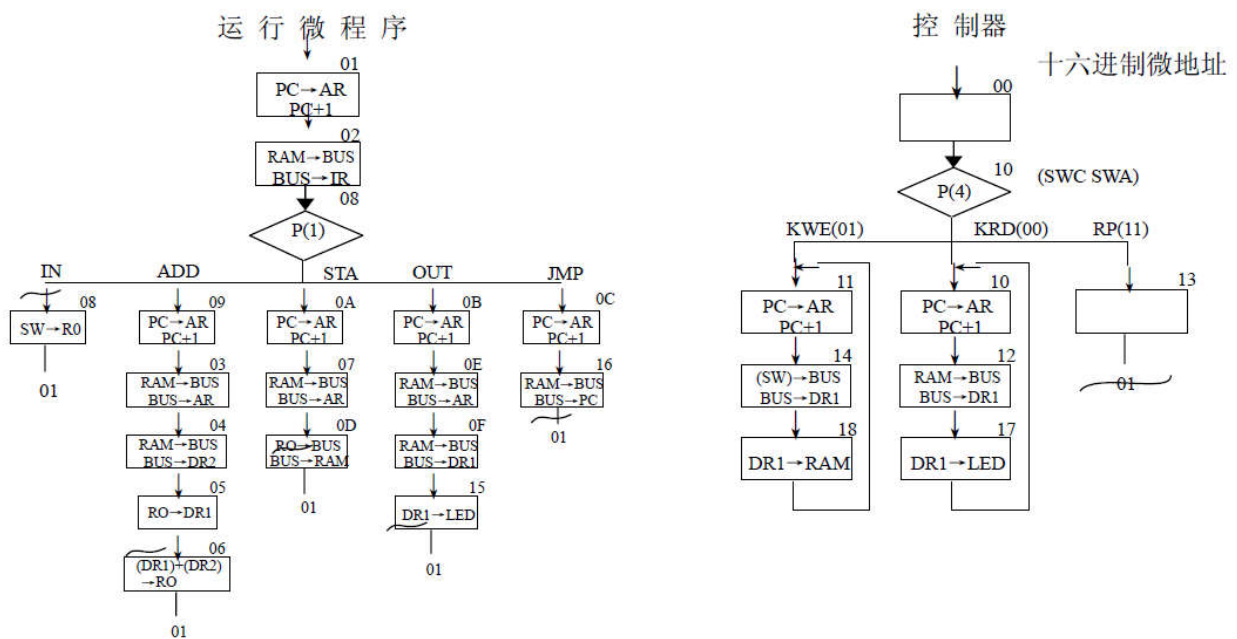 运 行 微 程 序
01
PC→AR
PC+1
02
RAM→BUS
BUS→IR
08
P(1)
IN
ADD
STA
OUT
JMP
08
SW→R0
01
09
PC→AR
PC+1
03
RAM→BUS
BUS→AR
04
RAM→BUS
BUS→DR2
05
RO→DR1
06
(DR1)+(DR2)
→RO
01
0A
PC→AR
PC+1
07
RAM→BUS
BUS→AR
0D
RO→BUS
BUS→RAM
01
0B
PC→AR
PC+1
0E
RAM→BUS
BUS→AR
0F
RAM→BUS
BUS→DR1
15
DR1→LED
01
0C
PC→AR
PC+1
16
RAM→BUS
BUS→PC
01
控 制器
十六进制微地址
00
10
P(4)
(SWC SWA)
KWE(01)
KRD(00)
RP(11)
11
PC→AR
PC+1
14
(SW)→BUS
BUS→DR1
18
DR1→RAM
10
PC→AR
PC+1
12
RAM→BUS
BUS→DR1
17
DR1→LED
13
01